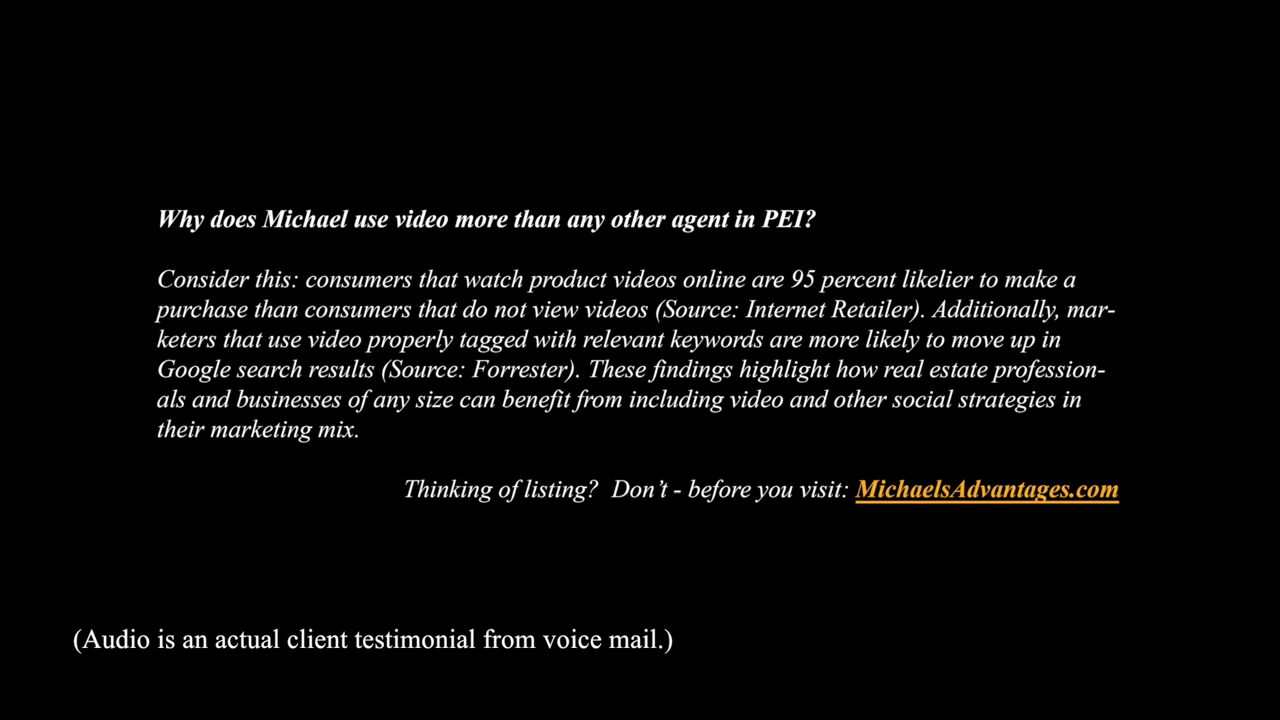 Why does Michael use video more than any other agent in PEI?
Consider this: consumers that watch product videos online are 95 percent likelier to make a
purchase than consumers that do not view videos (Source: Internet Retailer). Additionally, mar-
keters that use video properly tagged with relevant keywords are more likely to move up in
Google search results (Source: Forrester). These findings highlight how real estate profession-
als and businesses of any size can benefit from including video and other social strategies in
their marketing mix.
Thinking of listing?  Don’t - before you visit: MichaelsAdvantages.com
(Audio is an actual client testimonial from voice mail.)